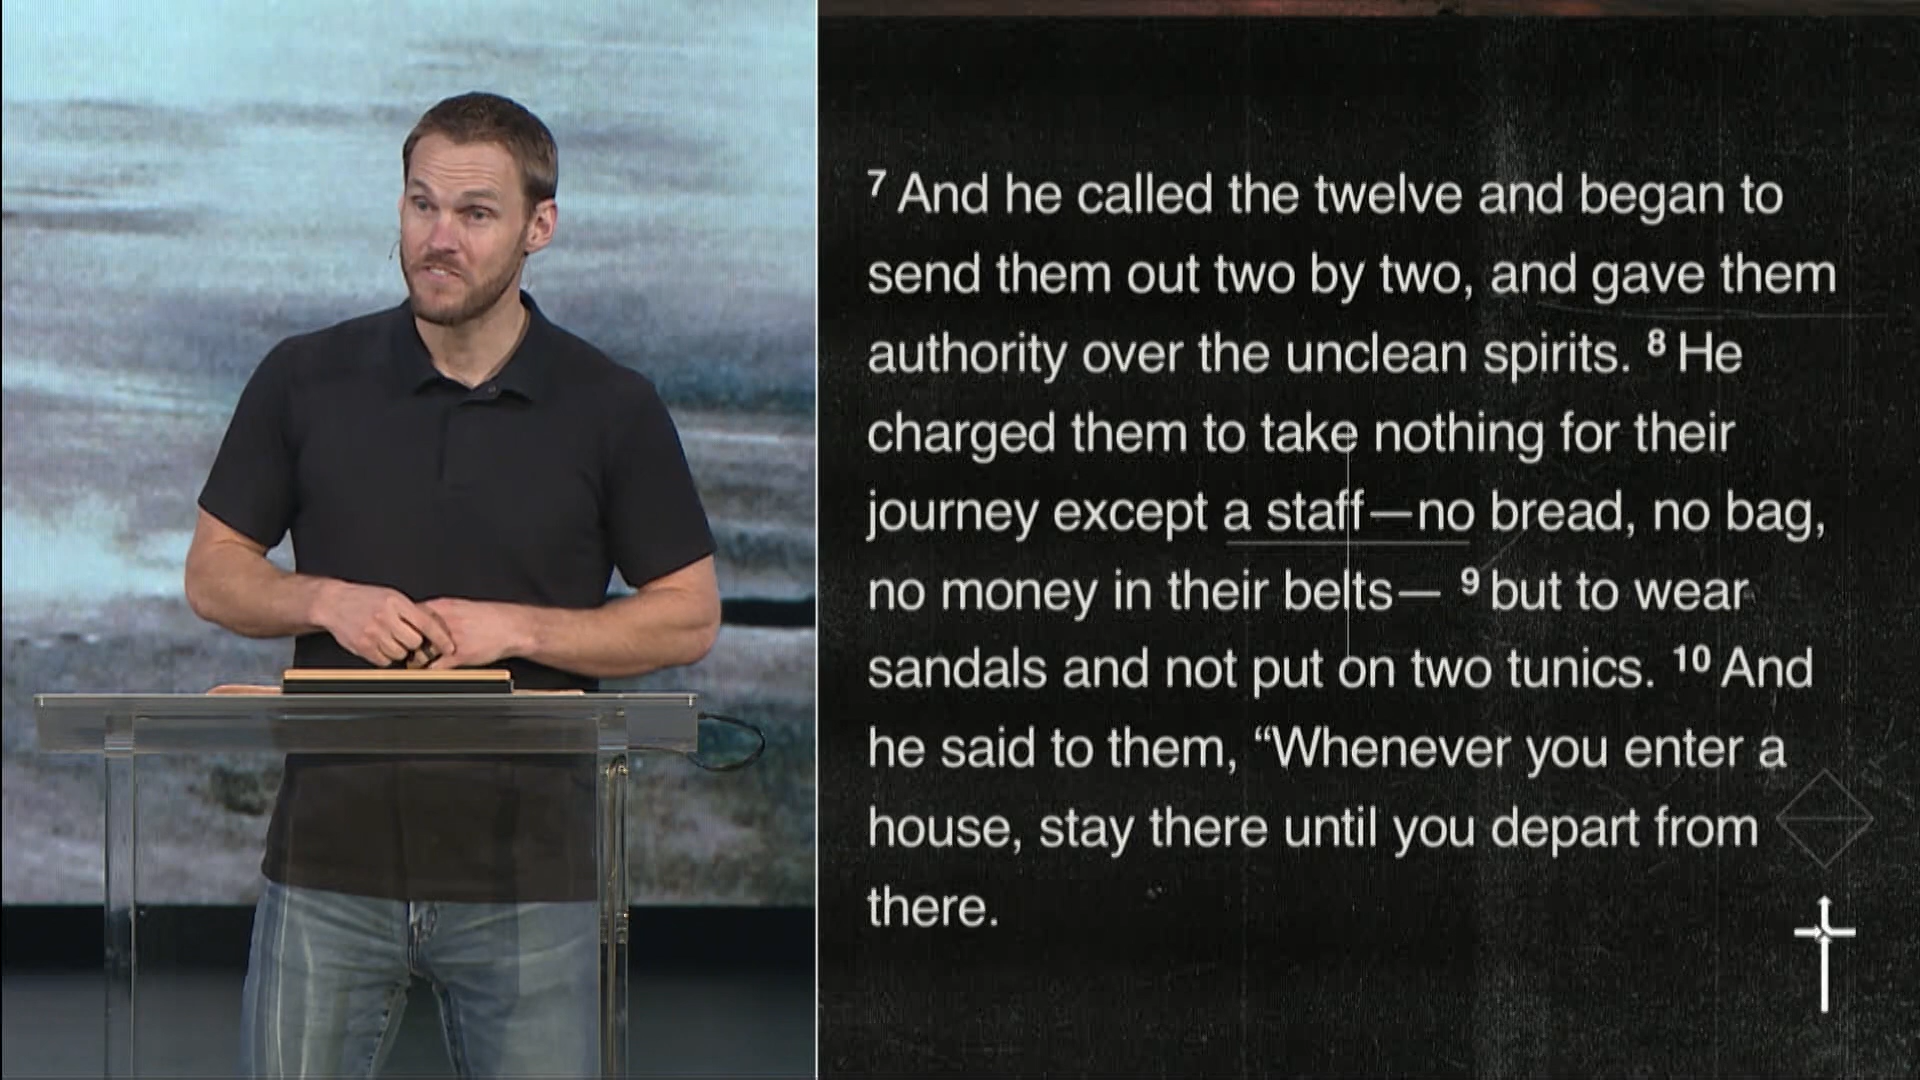 7 And he called the twelve and began to
send them out two by two, and gave them
authority over the unclean spirits. 8 He
charged them to take nothing for their
journey except a staff—no bread, no bag,
no money in their belts— 9 but to wear
sandals and not put on two tunics. 10 And
he said to them, “Whenever you enter a
house, stay there until you depart from
there.